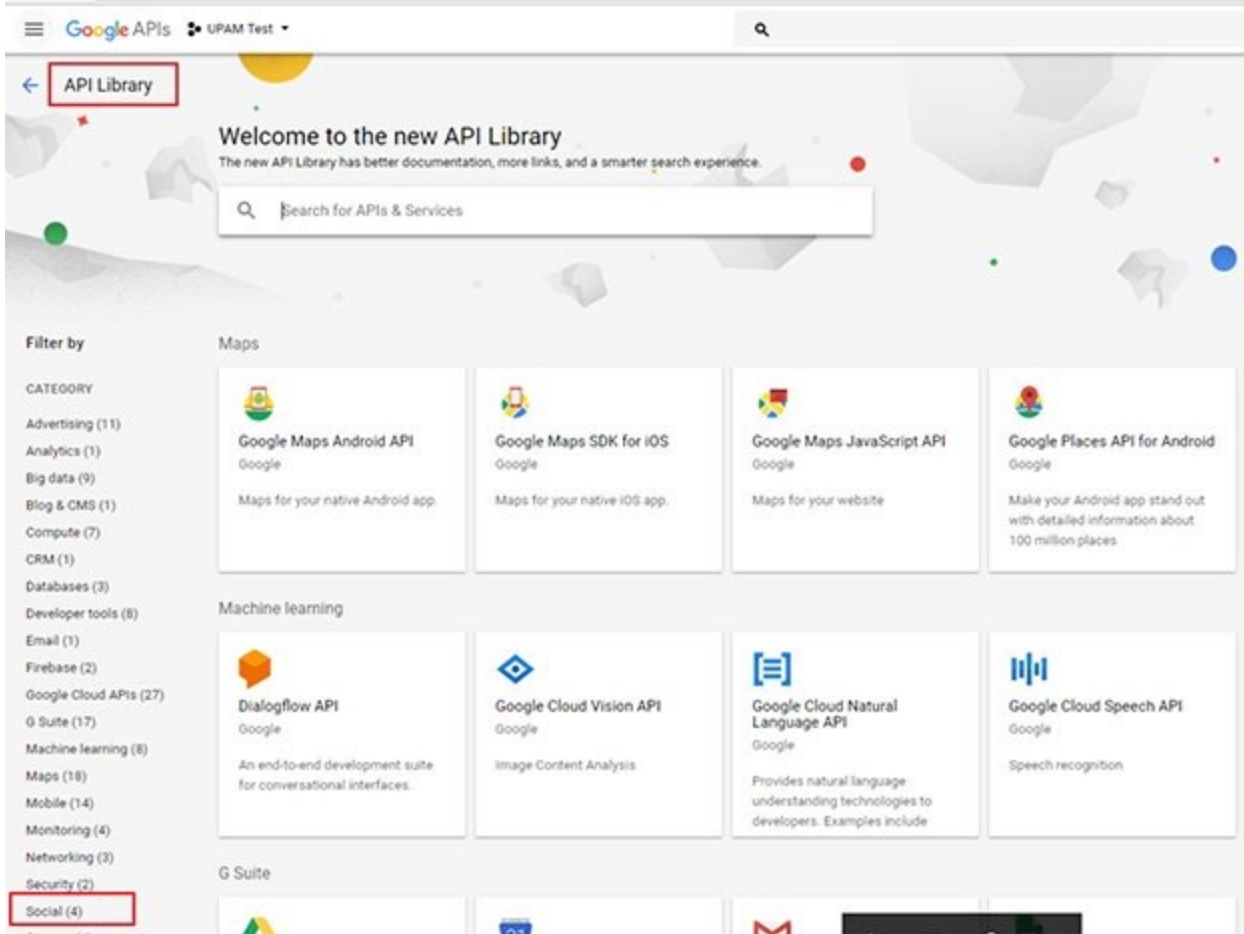 Google APIs UPAM Test
API Library
Welcome to the new API Library
The new API Library has better documentation, more links, and a smarter search experience.
Search for APIs & Services
Filter by
CATEGORY
Advertising (11)
Analytics (1)
Big data (9)
Blog & CMS (1)
Compute (7)
CRM (1)
Databases (3)
Developer tools (8)
Email (1)
Firebase (2)
Google Cloud APIs (27)
G Suite (17)
Machine learning (8)
Maps (18)
Mobile (14)
Monitoring (4)
Networking (3)
Security (2)
Social (4)
Maps
Google Maps Android API
Google
Maps for your native Android app.
Google Maps SDK for iOS
Google
Maps for your native iOS app.
Google Maps JavaScript API
Google
Maps for your website
Google Places API for Android
Google
Make your Android app stand out
with detailed information about
100 million places
Machine learning
Dialogflow API
Google
An end-to-end development suite
for conversational interfaces.
Google Cloud Vision API
Google
Image Content Analysis
Google Cloud Natural
Language API
Google
Provides natural language
understanding technologies to
developers. Examples include
Google Cloud Speech API
Google
Speech recognition
G Suite